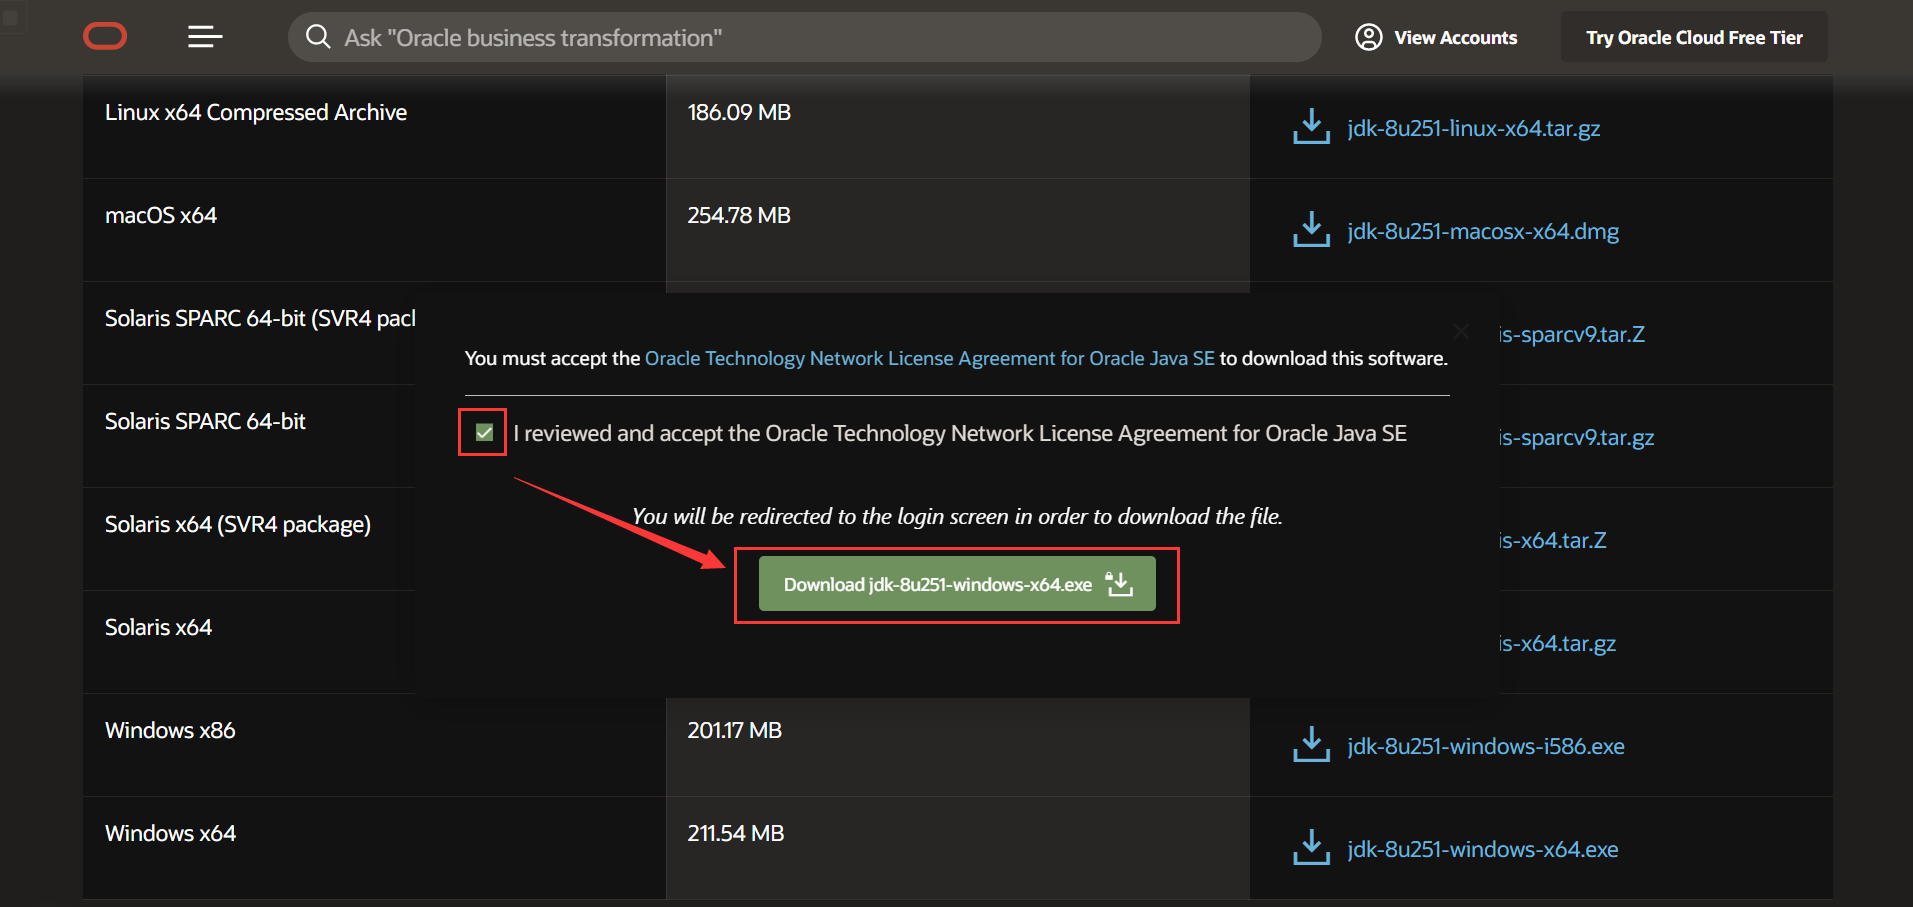 Ask "Oracle business transformation"
View Accounts
Try Oracle Cloud Free Tier
Linux x64 Compressed Archive
186.09 MB
jdk-8u251-linux-x64.tar.gz
macOS x64
254.78 MB
jdk-8u251-macosx-x64.dmg
Solaris SPARC 64-bit (SVR4 pack
is-sparcv9.tar.Z
You must accept the Oracle Technology Network License Agreement for Oracle Java SE to download this software.
Solaris SPARC 64-bit
I reviewed and accept the Oracle Technology Network License Agreement for Oracle Java SE
is-sparcv9.tar.gz
Solaris x64 (SVR4 package)
You will be redirected to the login screen in order to download the file.
is-x64.tar.Z
Download jdk-8u251-windows-x64.exe
Solaris x64
is-x64.tar.gz
Windows x86
201.17 MB
jdk-8u251-windows-i586.exe
Windows x64
211.54 MB
jdk-8u251-windows-x64.exe